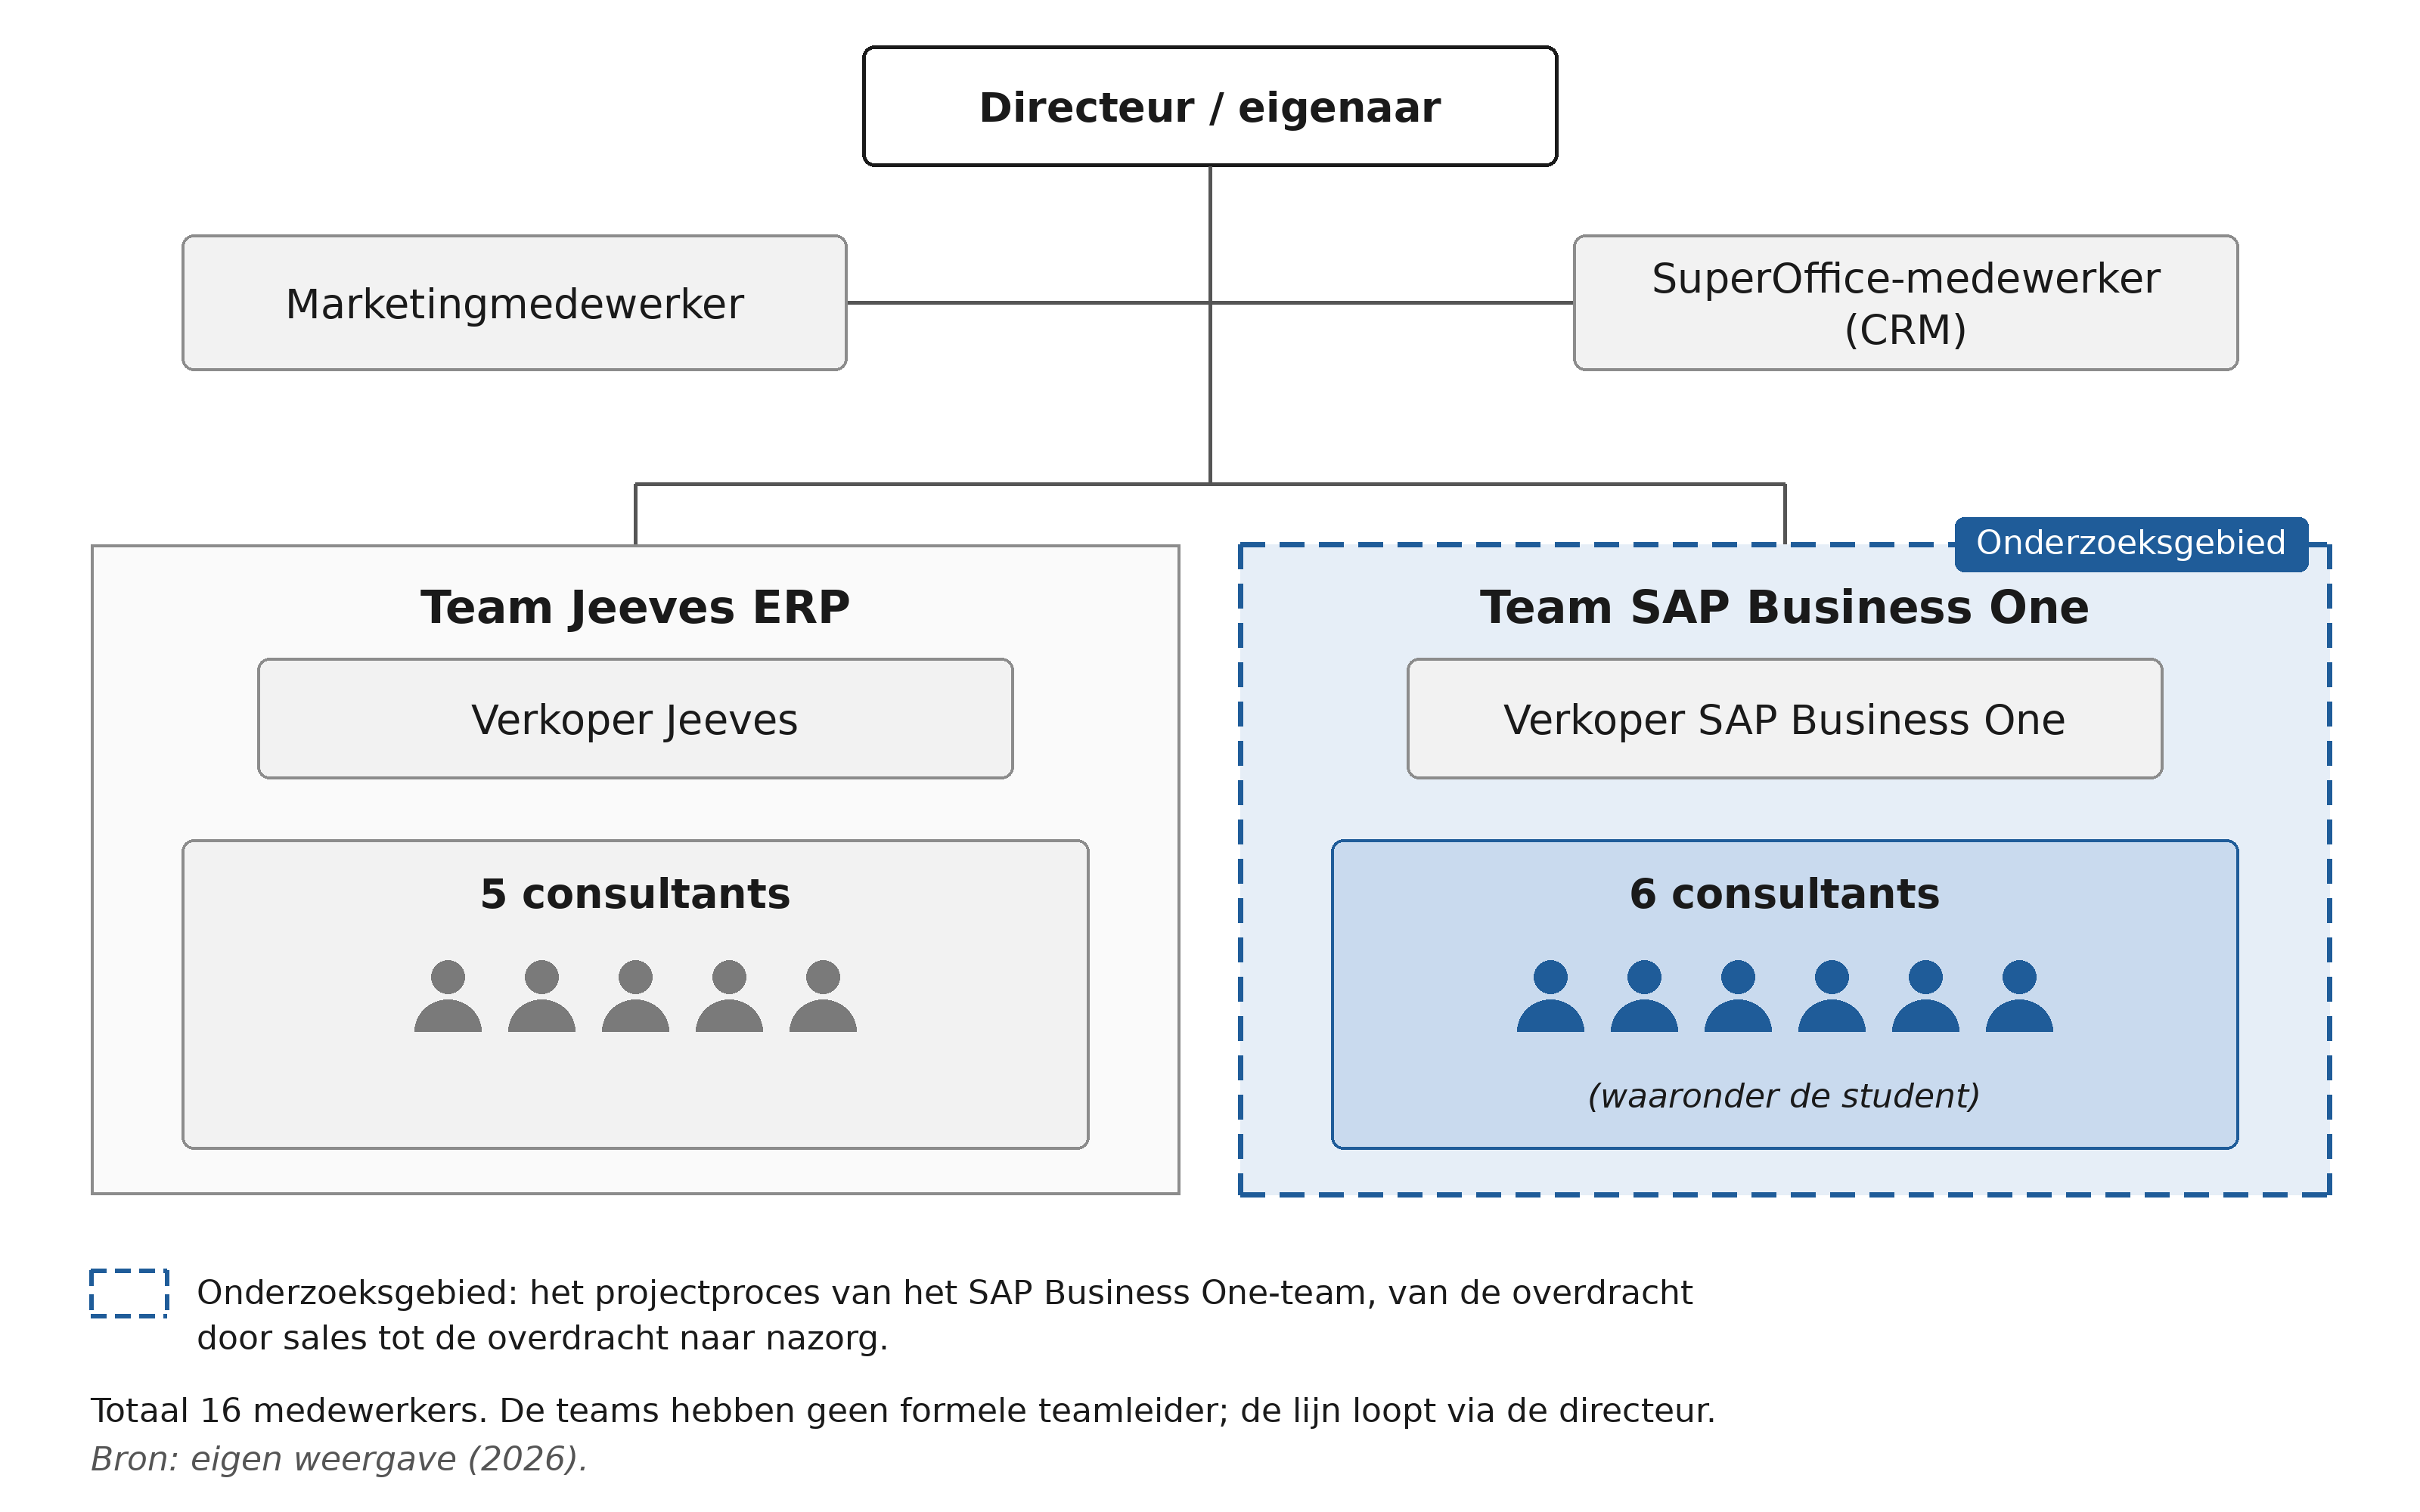 Directeur / eigenaar
Marketingmedewerker
SuperOffice-medewerker
(CRM)
Onderzoeksgebied
Team Jeeves ERP
Verkoper Jeeves
5 consultants
Team SAP Business One
Verkoper SAP Business One
6 consultants
(waaronder de student)
Onderzoeksgebied: het projectproces van het SAP Business One-team, van de overdracht
door sales tot de overdracht naar nazorg.
Totaal 16 medewerkers. De teams hebben geen formele teamleider; de lijn loopt via de directeur.
Bron: eigen weergave (2026).